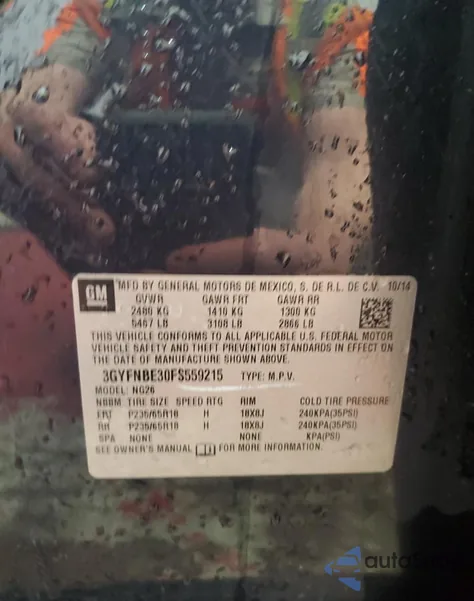 GM
MFD BY GENERAL MOTORS DE MEXICO, S. DE R.L. DE C.V. 10/14
GVWR GAWR FRT GAWR RR
2480 KG 1410 KG 1300 KG
5467 LB 3108 LB 2866 LB
THIS VEHICLE CONFORMS TO ALL APPLICABLE U.S. FEDERAL MOTOR
VEHICLE SAFETY AND THEFT PREVENTION STANDARDS IN EFFECT ON
THE DATE OF MANUFACTURE SHOWN ABOVE.
3GYFNBE30FS559215 TYPE: M.P.V.
MODEL: NG26
TIRE SIZE SPEED RTG RIM COLD TIRE PRESSURE
FRT P235/65R18 H 18X8J 240KPA(35PSI)
RR P235/65R18 H 18X8J 240KPA(35PSI)
SPA NONE NONE KPA(PSI)
SEE OWNER'S MANUAL FOR MORE INFORMATION.